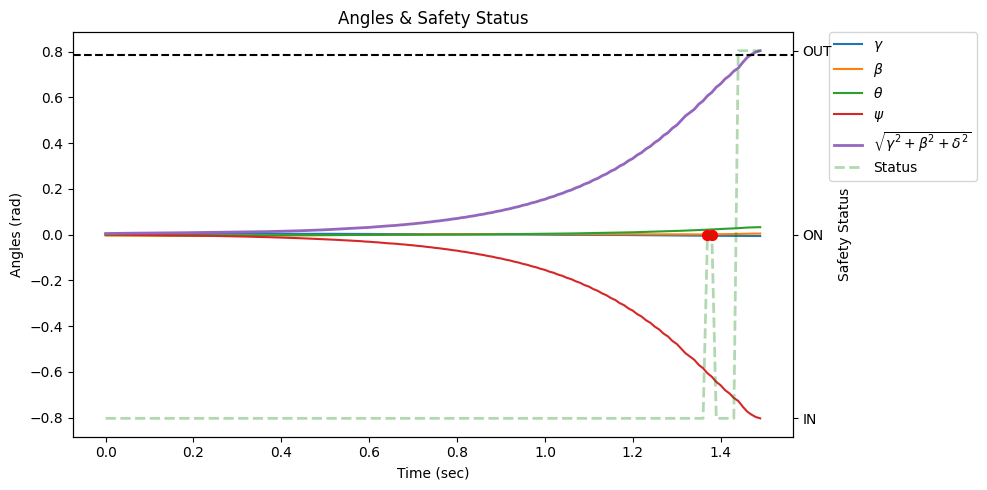 Angles & Safety Status
0.8
0.6
0.4
0.2
0.0
−0.2
−0.4
−0.6
−0.8
Angles (rad)
0.0
0.2
0.4
0.6
0.8
1.0
1.2
1.4
Time (sec)
OUT
ON
IN
Safety Status
γ
β
θ
ψ
√γ² + β² + δ²
Status